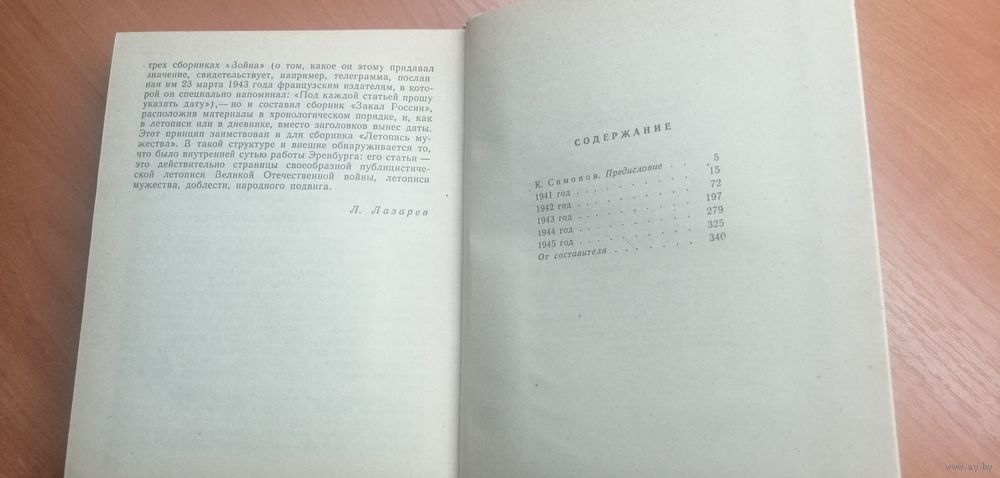 трех сборниках «Война» (о том, какое он этому придавал
значение, свидетельствует, например, телеграмма, послан
ная им 23 марта 1943 года французским издателям, в кото-
рой он специально напоминал: «Под каждой статьей прошу
указать дату»),— но и составил сборник «Закал России»,
расположив материалы в хронологическом порядке, и, как
в летописи или в дневнике, вместо заголовков вынес даты.
Этот принцип заимствован и для сборника «Летопись му-
жества». В такой структуре и внешне обнаруживается то,
что было внутренней сутью работы Эренбурга: его статьи —
это действительно страницы своеобразной публицистиче-
ской летописи Великой Отечественной войны, летописи
мужества, доблести, народного подвига.
Л. Лазарев
СОДЕРЖАНИЕ
К. Симонов. Предисловие . . . 5
1941 год . . . . . . . . 15
1942 год . . . . . . . . 72
1943 год . . . . . . . . 197
1944 год . . . . . . . . 279
1945 год . . . . . . . . 325
От составителя . . . . . . 340
www.ay.by